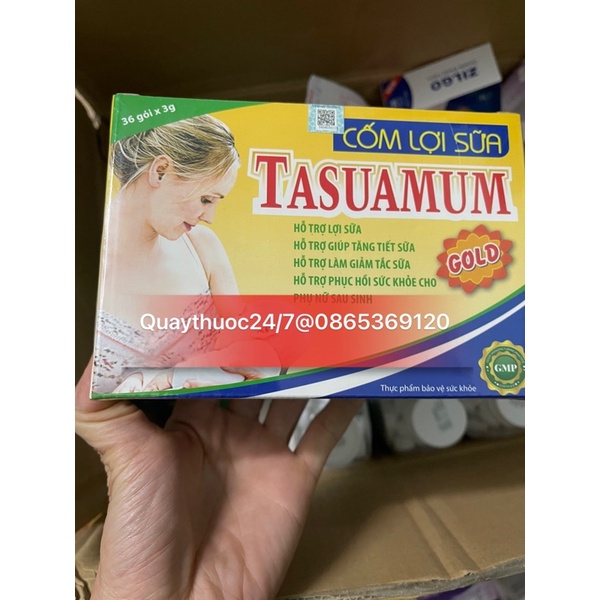 ZILGO
36 gói x 3g
CỐM LỢI SỮA
TASUAMUM
HỖ TRỢ LỢI SỮA
HỖ TRỢ GIÚP TĂNG TIẾT SỮA
HỖ TRỢ LÀM GIẢM TẮC SỮA
HỖ TRỢ PHỤC HỒI SỨC KHỎE CHO
PHỤ NỮ SAU SINH
GOLD
Quaythuoc24/7@0865369120
GMP
Thực phẩm bảo vệ sức khỏe